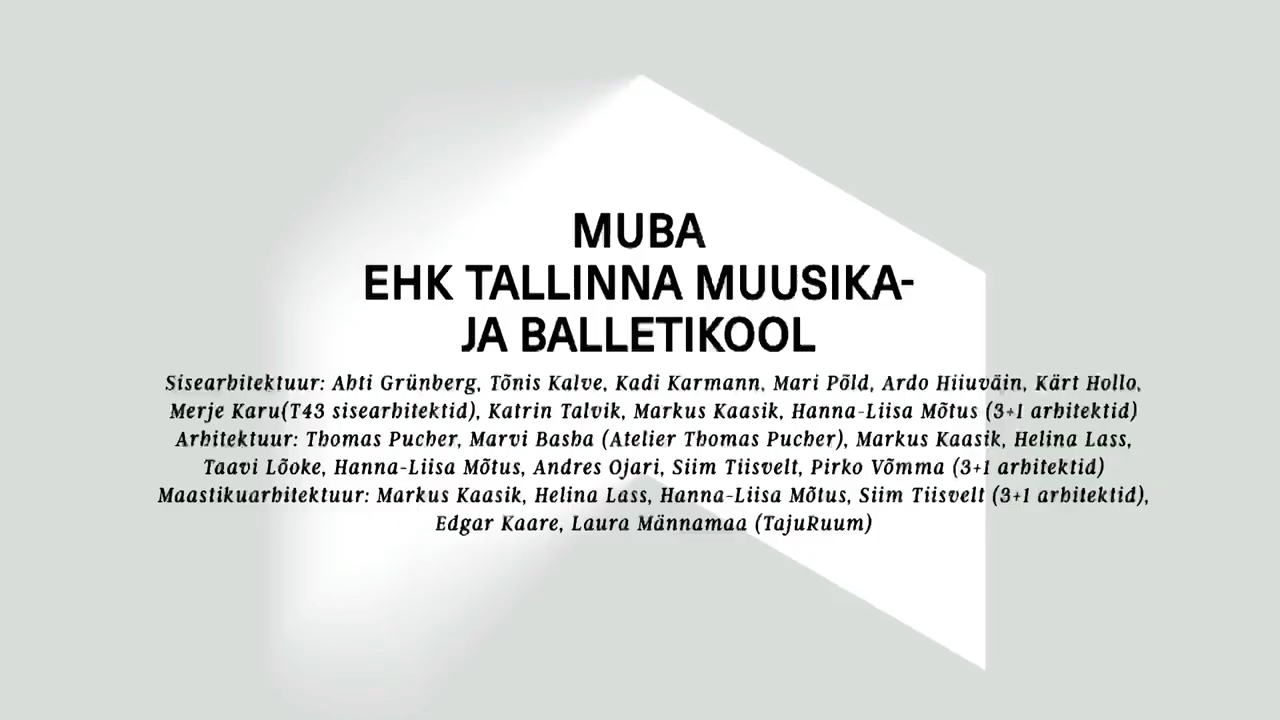 MUBA
EHK TALLINNA MUUSIKA-
JA BALLETIKOOL
Sisearhitektuur: Ahti Grünberg, Tõnis Kalve, Kadi Karmann, Mari Põld, Ardo Hiiuväin, Kärt Hollo,
Merje Karu(T43 sisearhitektid), Katrin Talvik, Markus Kaasik, Hanna-Liisa Mõtus (3+1 arhitektid)
Arhitektuur: Thomas Pucher, Marvi Basha (Atelier Thomas Pucher), Markus Kaasik, Helina Lass,
Taavi Lõoke, Hanna-Liisa Mõtus, Andres Ojari, Siim Tiisvelt, Pirko Võmma (3+1 arhitektid)
Maastikuarhitektuur: Markus Kaasik, Helina Lass, Hanna-Liisa Mõtus, Siim Tiisvelt (3+1 arhitektid),
Edgar Kaare, Laura Männamaa (TajuRuum)